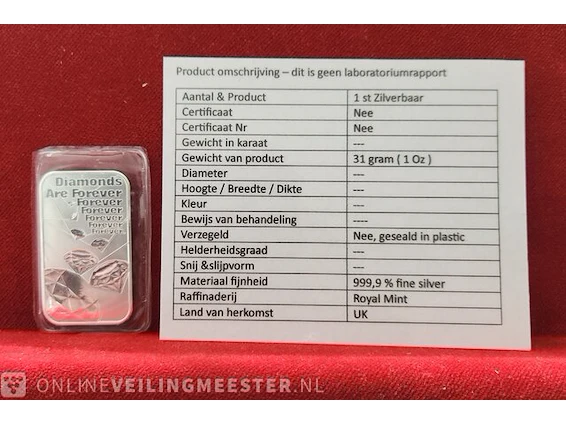 Product omschrijving – dit is geen laboratoriumrapport
Aantal & Product 1 st Zilverbaar
Certificaat Nee
Certificaat Nr Nee
Gewicht in karaat ---
Gewicht van product 31 gram ( 1 Oz )
Diameter ---
Hoogte / Breedte / Dikte ---
Kleur ---
Bewijs van behandeling ----
Verzegeld Nee, geseald in plastic
Helderheidsgraad ---
Snij &slijpvorm ---
Materiaal fijnheid 999,9 % fine silver
Raffinaderij Royal Mint
Land van herkomst UK
Diamonds
Are Forever
Forever
Forever
Forever
Forever
Forever
ONLINEVEILINGMEESTER.NL